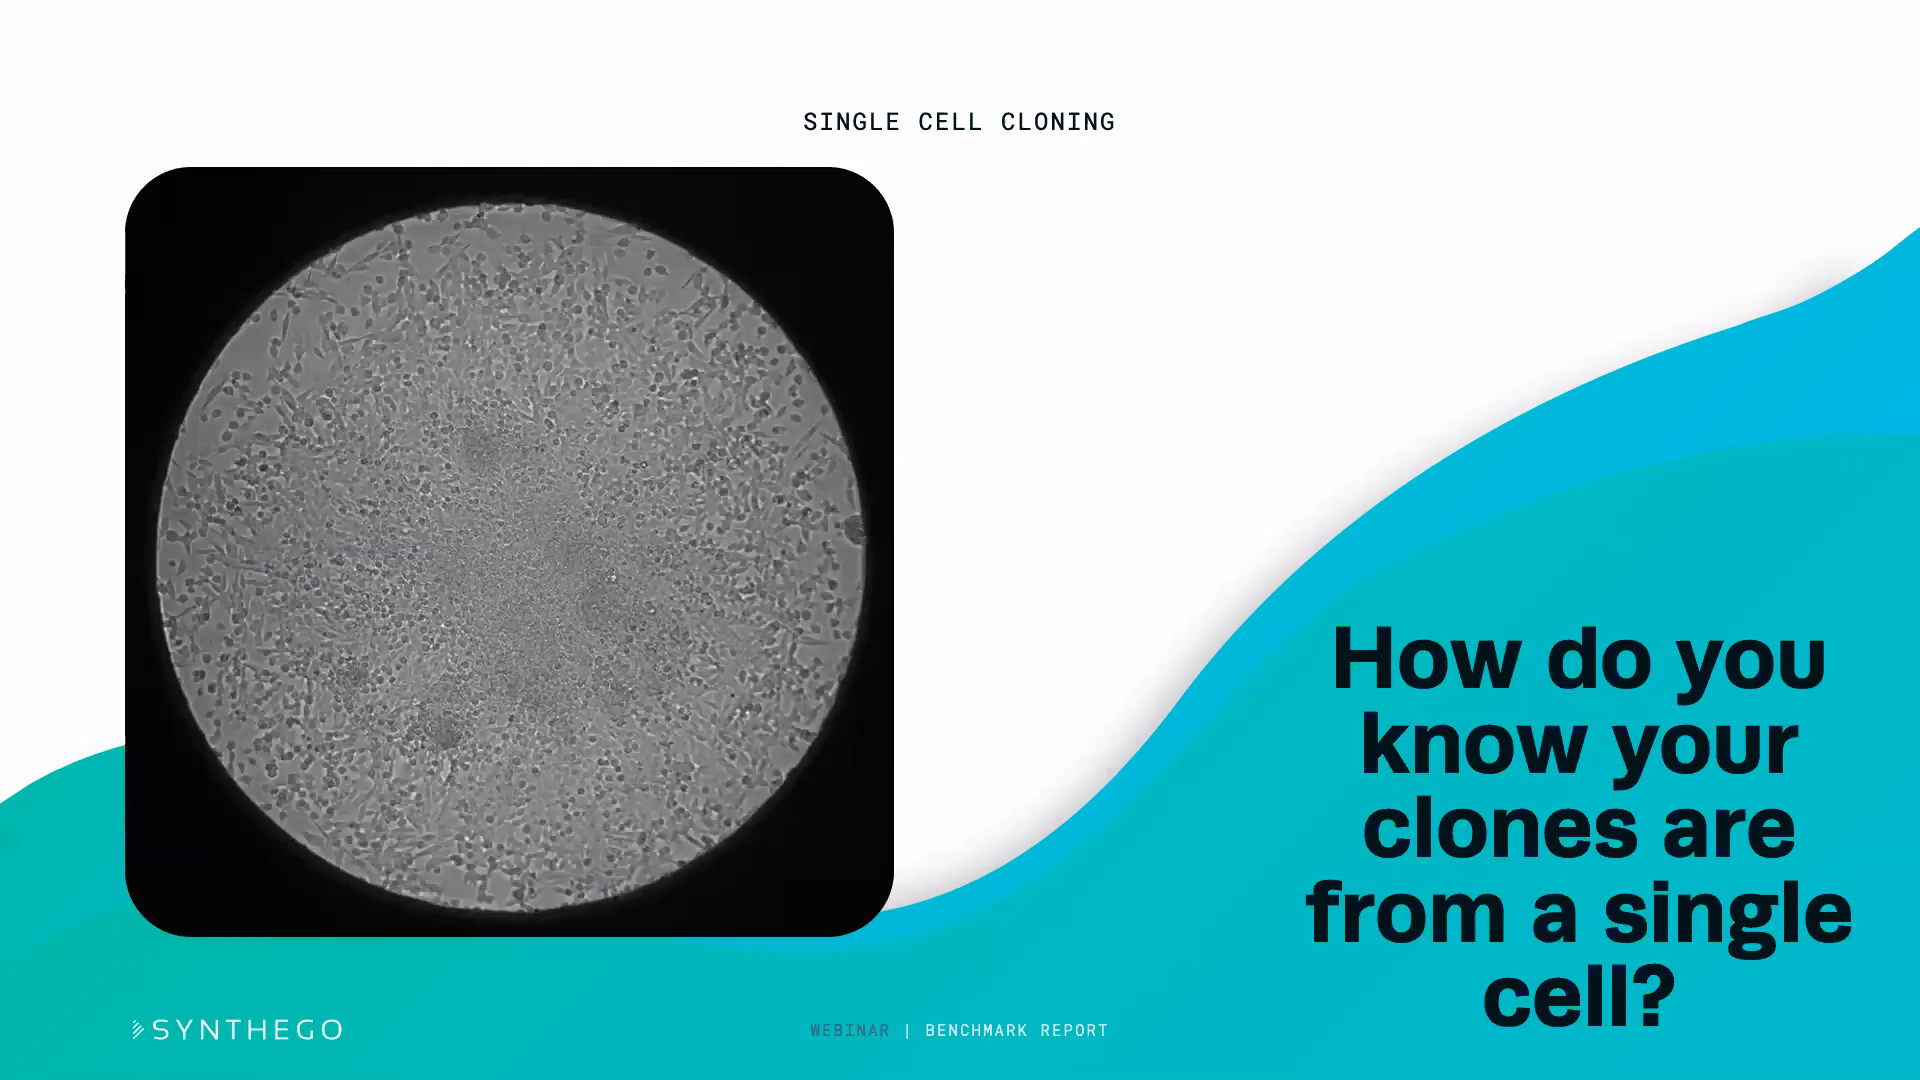 SINGLE CELL CLONING
How do you
know your
clones are
from a single
cell?
SYNTHEGO
WEBINAR | BENCHMARK REPORT